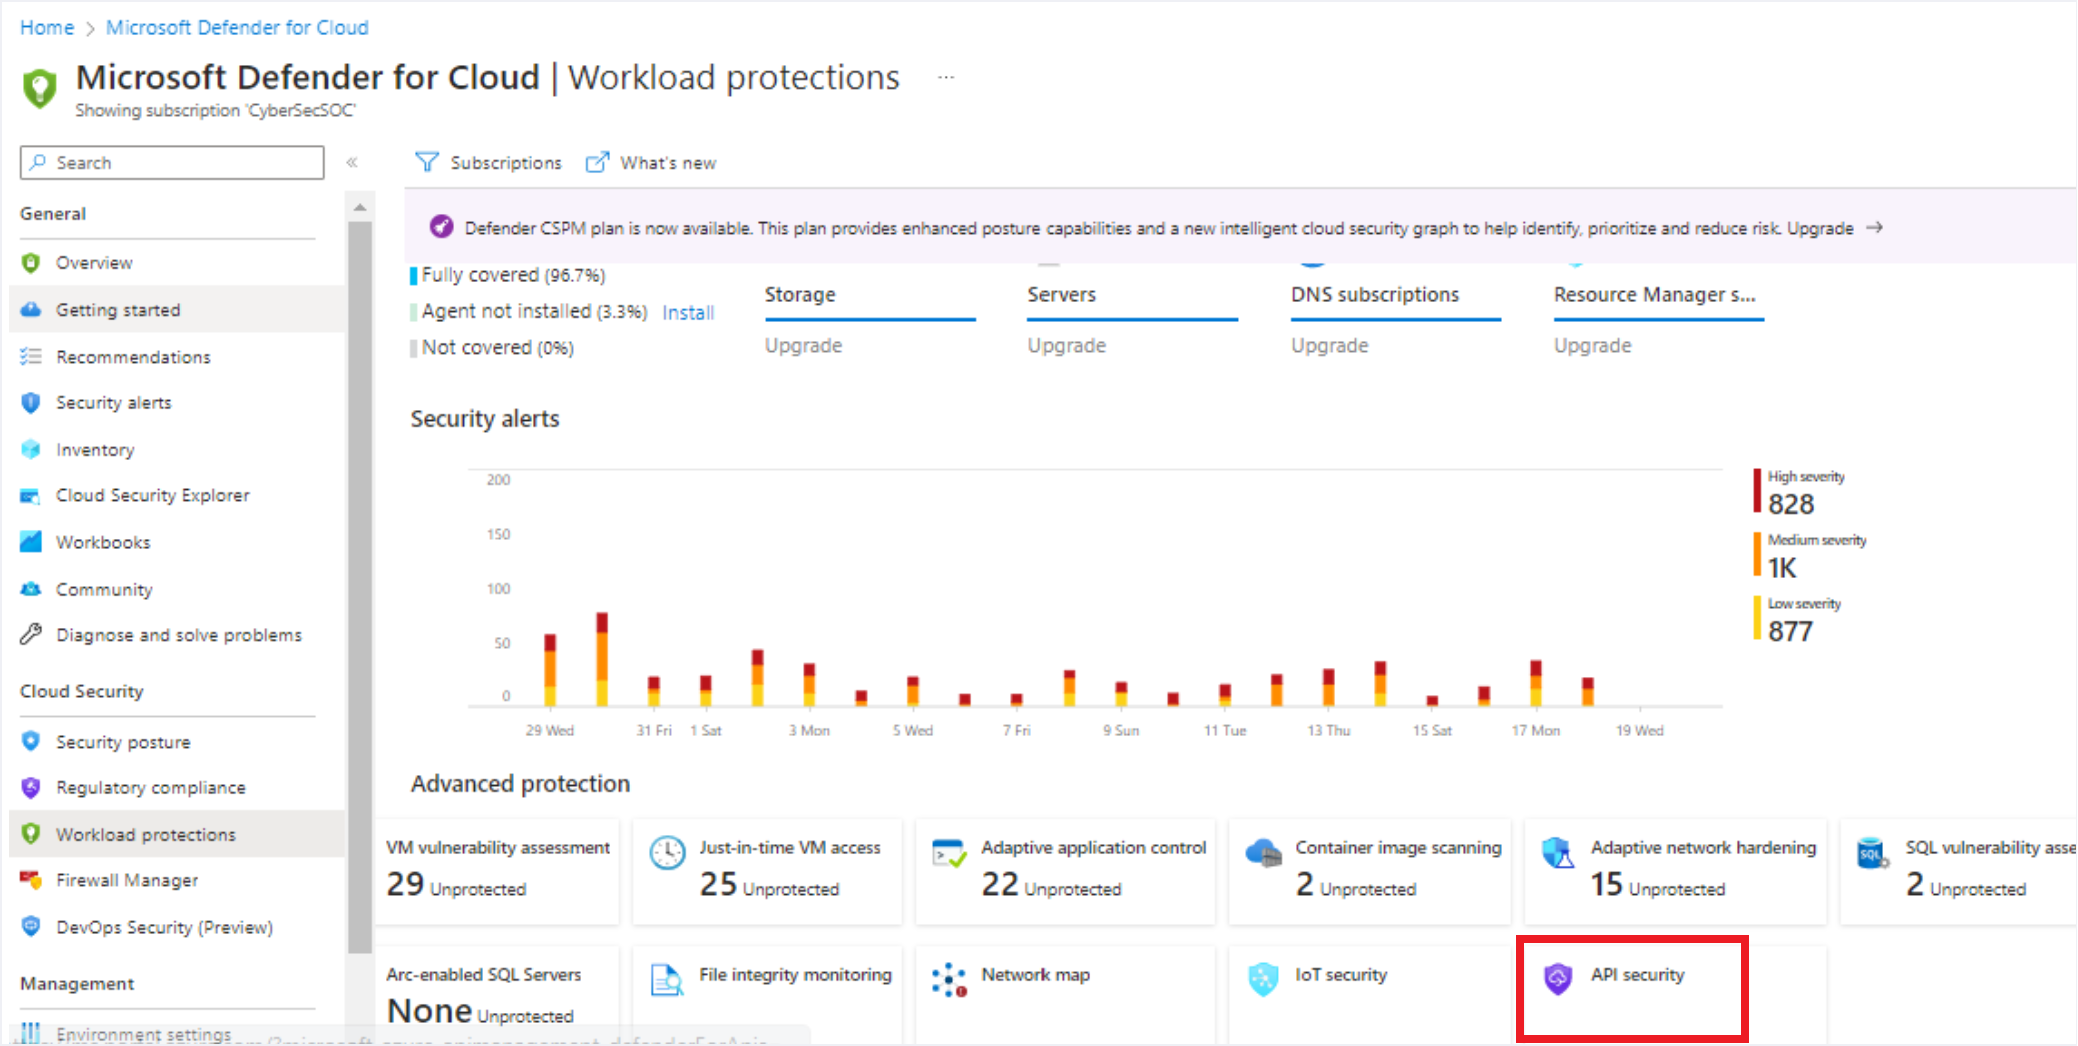 Home > Microsoft Defender for Cloud
Microsoft Defender for Cloud | Workload protections ...
Showing subscription 'CyberSecSOC'
Search «
General
Overview
Getting started
Recommendations
Security alerts
Inventory
Cloud Security Explorer
Workbooks
Community
Diagnose and solve problems
Cloud Security
Security posture
Regulatory compliance
Workload protections
Firewall Manager
DevOps Security (Preview)
Management
Environment settings
Subscriptions What's new
Defender CSPM plan is now available. This plan provides enhanced posture capabilities and a new intelligent cloud security graph to help identify, prioritize and reduce risk. Upgrade →
Fully covered (96.7%)
Agent not installed (3.3%) Install
Not covered (0%)
Storage
Upgrade
Servers
Upgrade
DNS subscriptions
Upgrade
Resource Manager s...
Upgrade
Security alerts
200
150
100
50
0
29 Wed 31 Fri 1 Sat 3 Mon 5 Wed 7 Fri 9 Sun 11 Tue 13 Thu 15 Sat 17 Mon 19 Wed
High severity
828
Medium severity
1K
Low severity
877
Advanced protection
VM vulnerability assessment
29 Unprotected
Just-in-time VM access
25 Unprotected
Adaptive application control
22 Unprotected
Container image scanning
2 Unprotected
Adaptive network hardening
15 Unprotected
SQL vulnerability asse
2 Unprotected
Arc-enabled SQL Servers
None Unprotected
File integrity monitoring
Network map
IoT security
API security